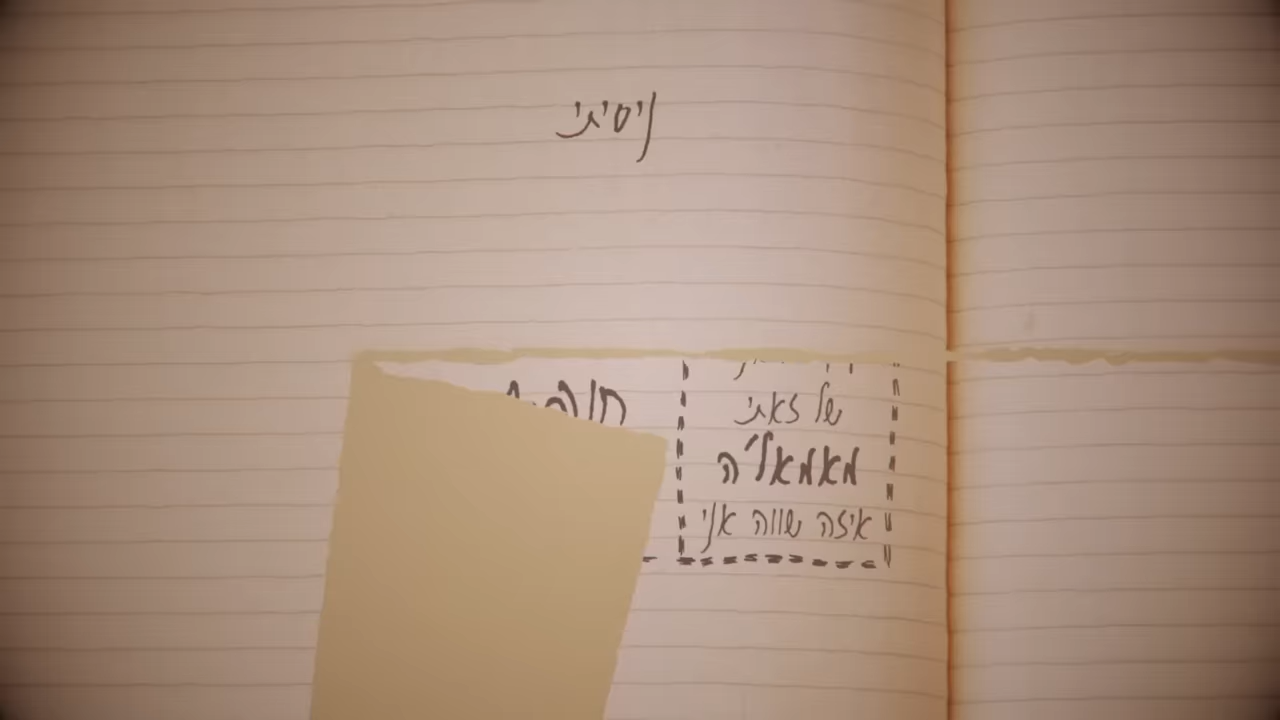 ניסיתי
של זאתי
מאמאל'ה
איזה שווה אני